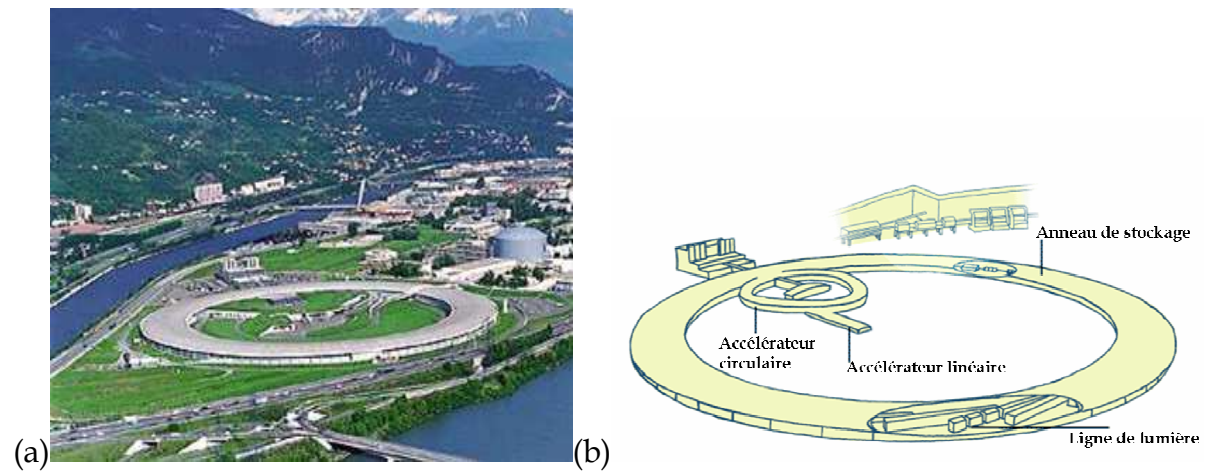 (a)
(b)
Anneau de stockage
Accélérateur
circulaire
Accélérateur linéaire
Ligne de lumière